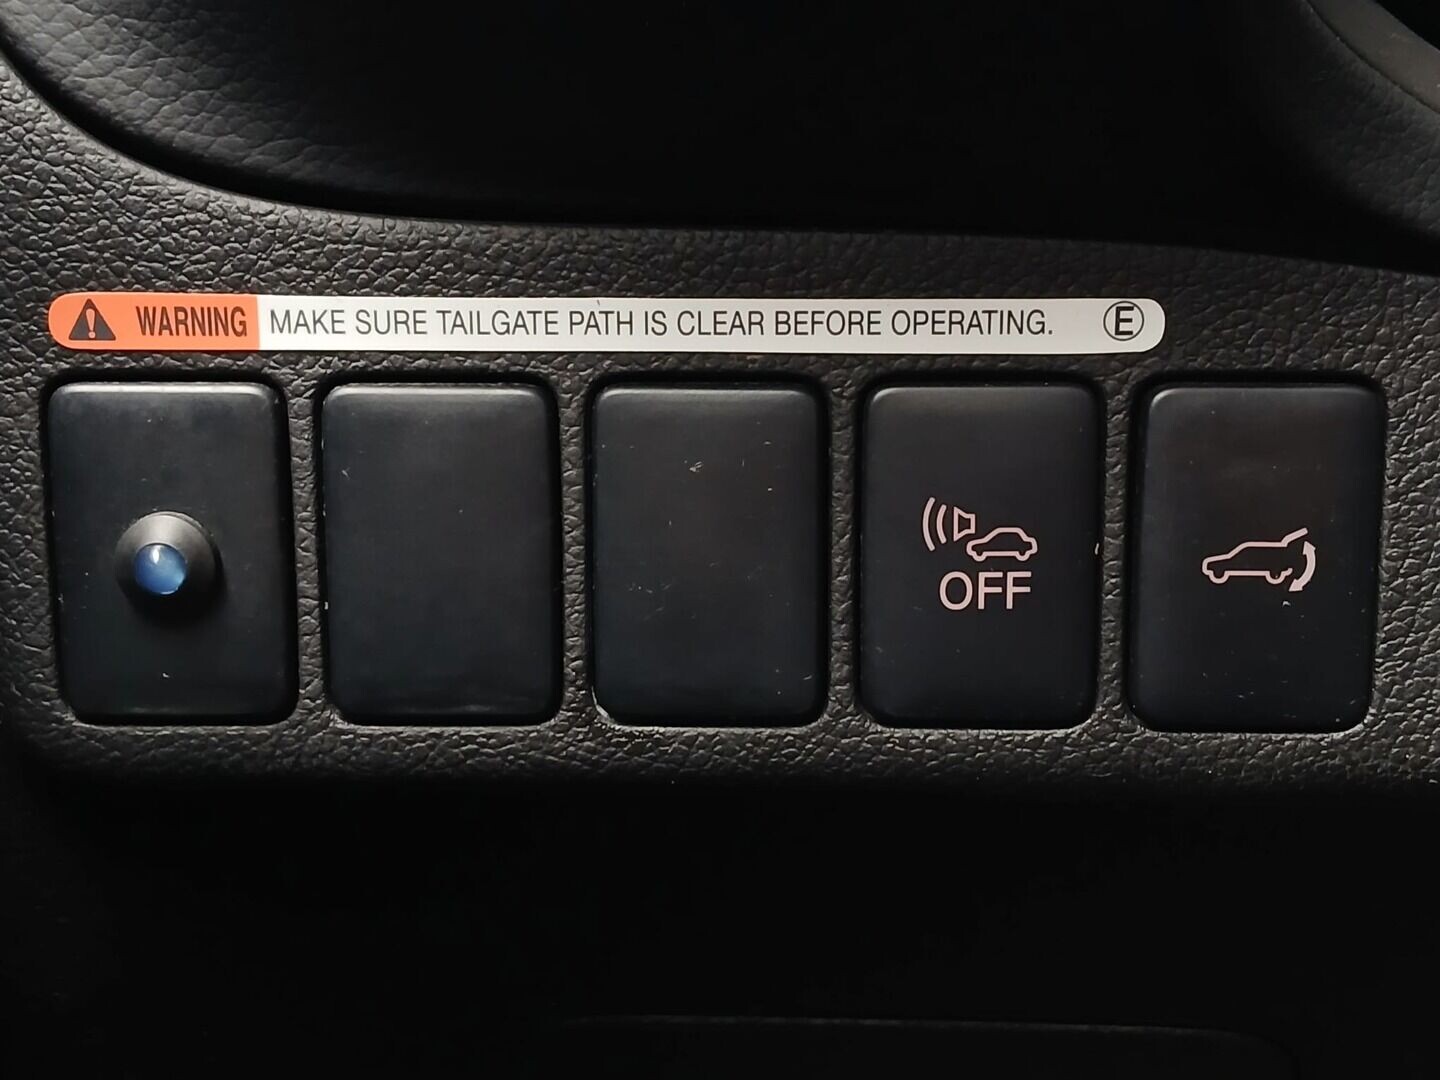 WARNING MAKE SURE TAILGATE PATH IS CLEAR BEFORE OPERATING. E
OFF